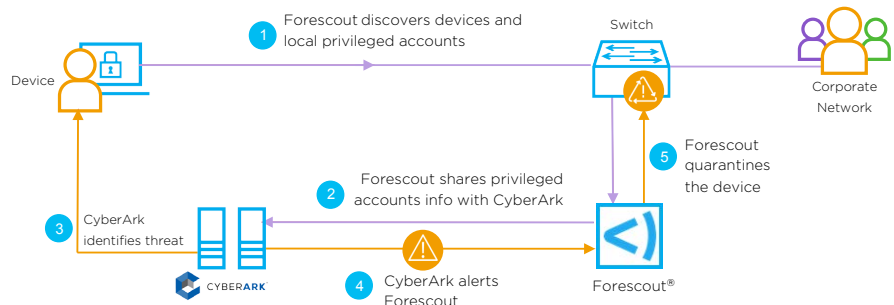 1
Forescout discovers devices and
local privileged accounts
Switch
Device
Corporate
Network
5
Forescout
quarantines
the device
2
Forescout shares privileged
accounts info with CyberArk
3
CyberArk
identifies threat
4
CyberArk alerts
Forescout
CYBERARK
Forescout®